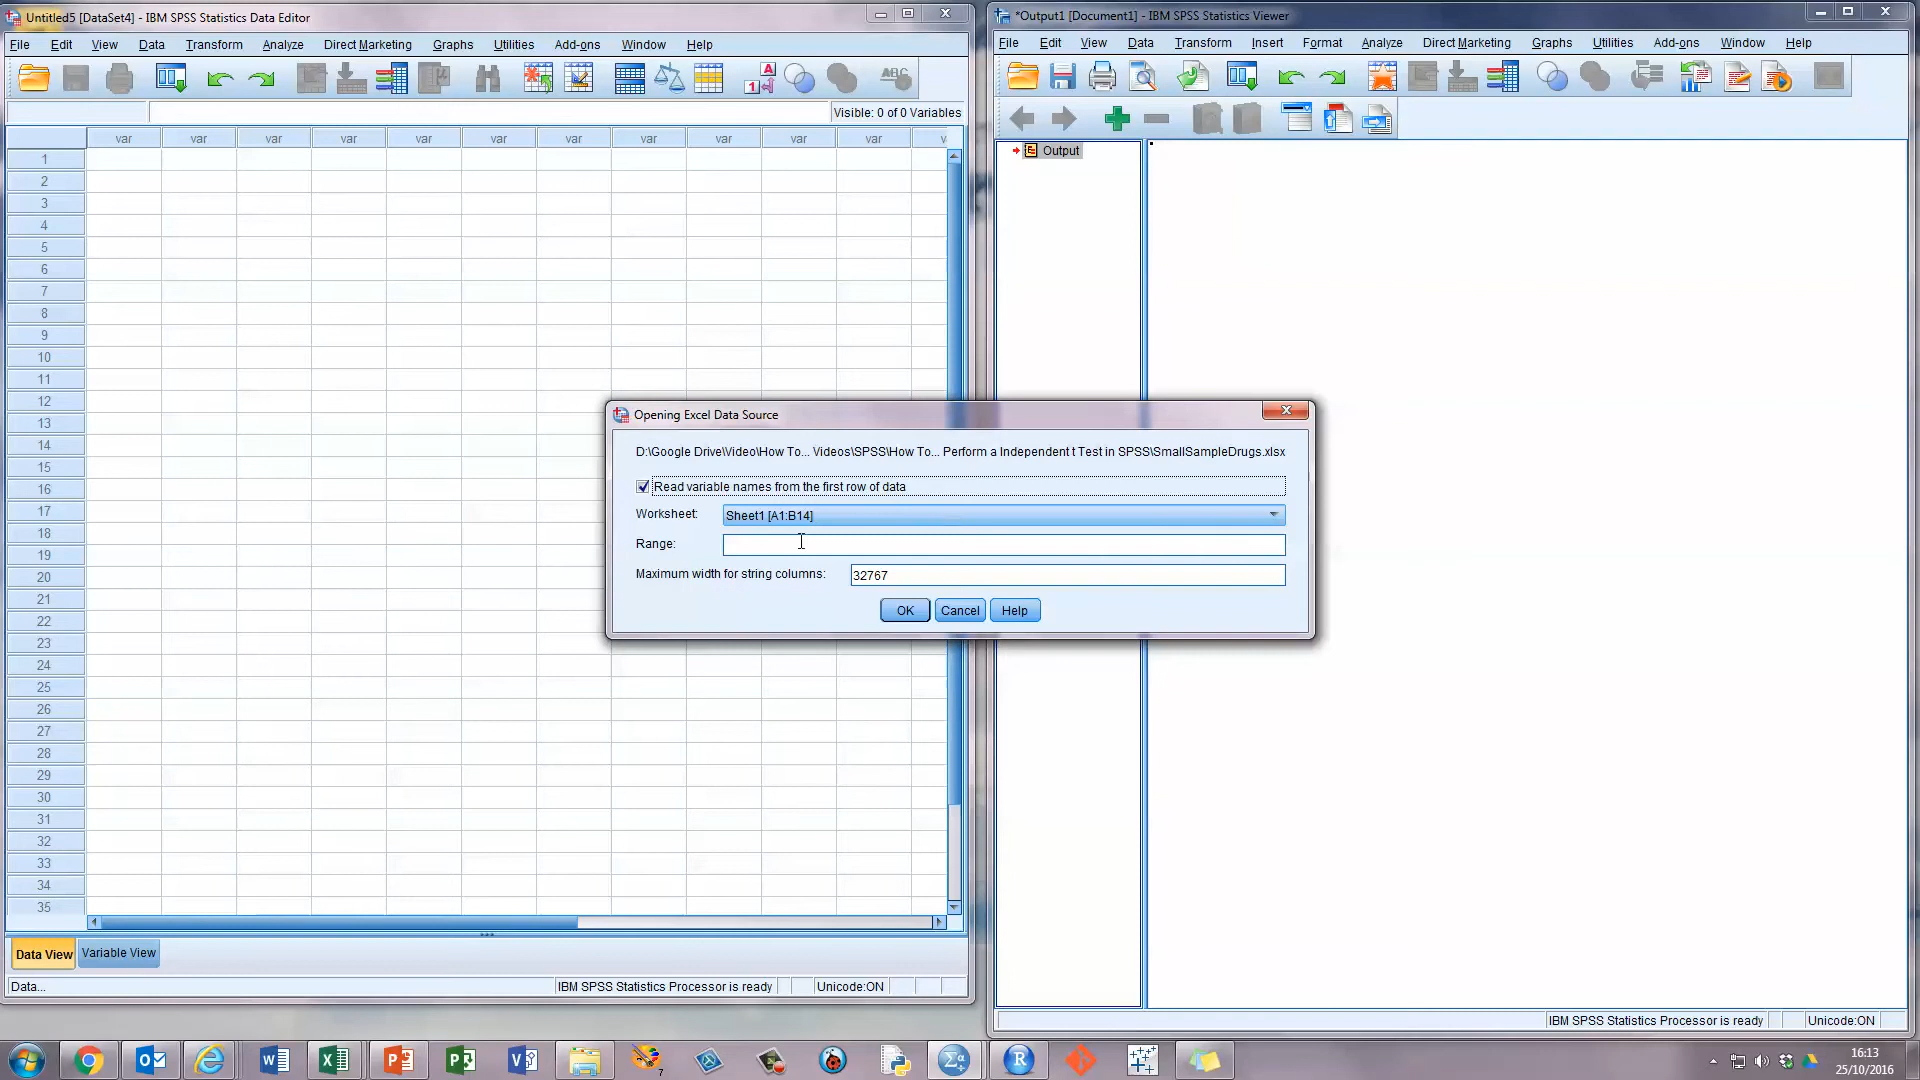 Untitled5 [DataSet4] - IBM SPSS Statistics Data Editor
File Edit View Data Transform Analyze Direct Marketing Graphs Utilities Add-ons Window Help
Visible: 0 of 0 Variables
var var var var var var var var var var var
1
2
3
4
5
6
7
8
9
10
11
12
13
14
15
16
17
18
19
20
21
22
23
24
25
26
27
28
29
30
31
32
33
34
35
Data View Variable View
Data... IBM SPSS Statistics Processor is ready Unicode:ON
*Output1 [Document1] - IBM SPSS Statistics Viewer
File Edit View Data Transform Insert Format Analyze Direct Marketing Graphs Utilities Add-ons Window Help
Output
IBM SPSS Statistics Processor is ready Unicode:ON
Opening Excel Data Source
D:\Google Drive\Video\How To... Videos\SPSS\How To... Perform a Independent t Test in SPSS\SmallSampleDrugs.xlsx
Read variable names from the first row of data
Worksheet: Sheet1 [A1:B14]
Range:
Maximum width for string columns: 32767
OK Cancel Help
16:13
25/10/2016